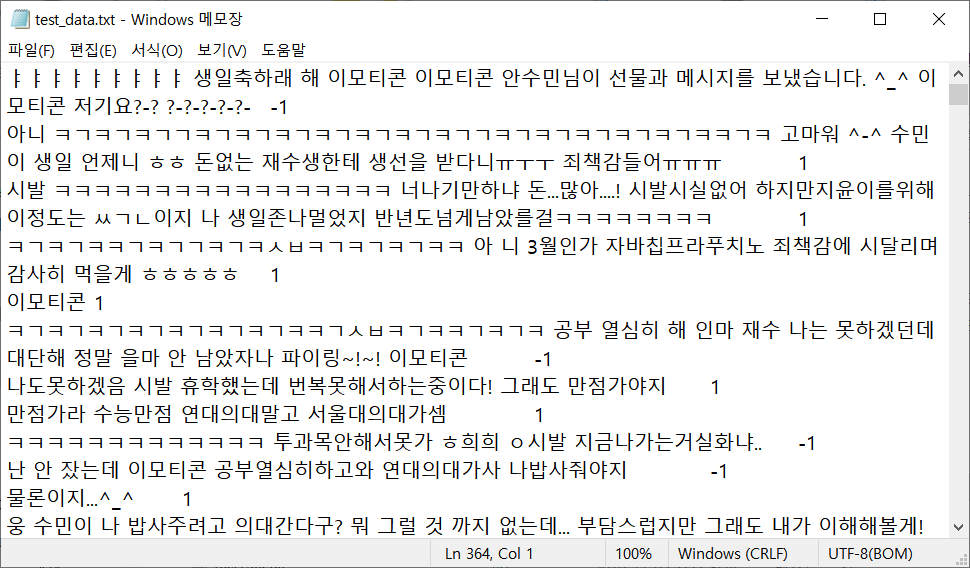 test_data.txt - Windows 메모장
파일(F) 편집(E) 서식(O) 보기(V) 도움말
ㅑㅑㅑㅑㅑㅑㅑㅑㅑ 생일축하래 해 이모티콘 이모티콘 안수민님이 선물과 메시지를 보냈습니다. ^_^ 이
모티콘 저기요?-? ?-?-?-?-?- -1
아니 ㅋㄱㅋㄱㅋㄱㅋㄱㅋㄱㅋㄱㅋㄱㅋㄱㅋㄱㅋㄱㅋㄱㅋㄱㅋㄱㅋㄱㅋㄱㅋㄱㅋㄱㅋ 고마워 ^-^ 수민
이 생일 언제니 ㅎㅎ 돈없는 재수생한테 생선을 받다니ㅠㅜㅜ 죄책감들어ㅠㅠㅠ 1
시발 ㅋㅋㅋㅋㅋㅋㅋㅋㅋㅋㅋㅋㅋㅋㅋㅋㅋ 너나기만하냐 돈...많아....! 시발시실없어 하지만지윤이를위해
이정도는 ㅆㄱㄴ이지 나 생일존나멀었지 반년도넘게남았를걸ㅋㅋㅋㅋㅋㅋㅋㅋ 1
ㅋㄱㅋㄱㅋㄱㅋㄱㅋㄱㅋㄱㅋㅅㅂㅋㄱㅋㄱㅋㄱㅋㅋ 아 니 3월인가 자바칩프라푸치노 죄책감에 시달리며
감사히 먹을게 ㅎㅎㅎㅎㅎ 1
이모티콘 1
ㅋㄱㅋㄱㅋㄱㅋㄱㅋㄱㅋㄱㅋㄱㅋㄱㅋㄱㅅㅂㅋㄱㅋㅋㄱㅋㄱㅋ 공부 열심히 해 인마 재수 나는 못하겠던데
대단해 정말 을마 안 남았자나 파이링~!~! 이모티콘 -1
나도못하겠음 시발 휴학했는데 번복못해서하는중이다! 그래도 만점가야지 1
만점가라 수능만점 연대의대말고 서울대의대가셈 1
ㅋㅋㅋㅋㅋㅋㅋㅋㅋㅋㅋㅋㅋ 투과목안해서못가 ㅎ희희 ㅇ시발 지금나가는거실화냐.. -1
난 안 잤는데 이모티콘 공부열심히하고와 연대의대가사 나밥사줘야지 -1
물론이지...^_^ 1
웅 수민이 나 밥사주려고 의대간다구? 뭐 그럴 것 까지 없는데... 부담스럽지만 그래도 내가 이해해볼게!
Ln 364, Col 1 100% Windows (CRLF) UTF-8(BOM)